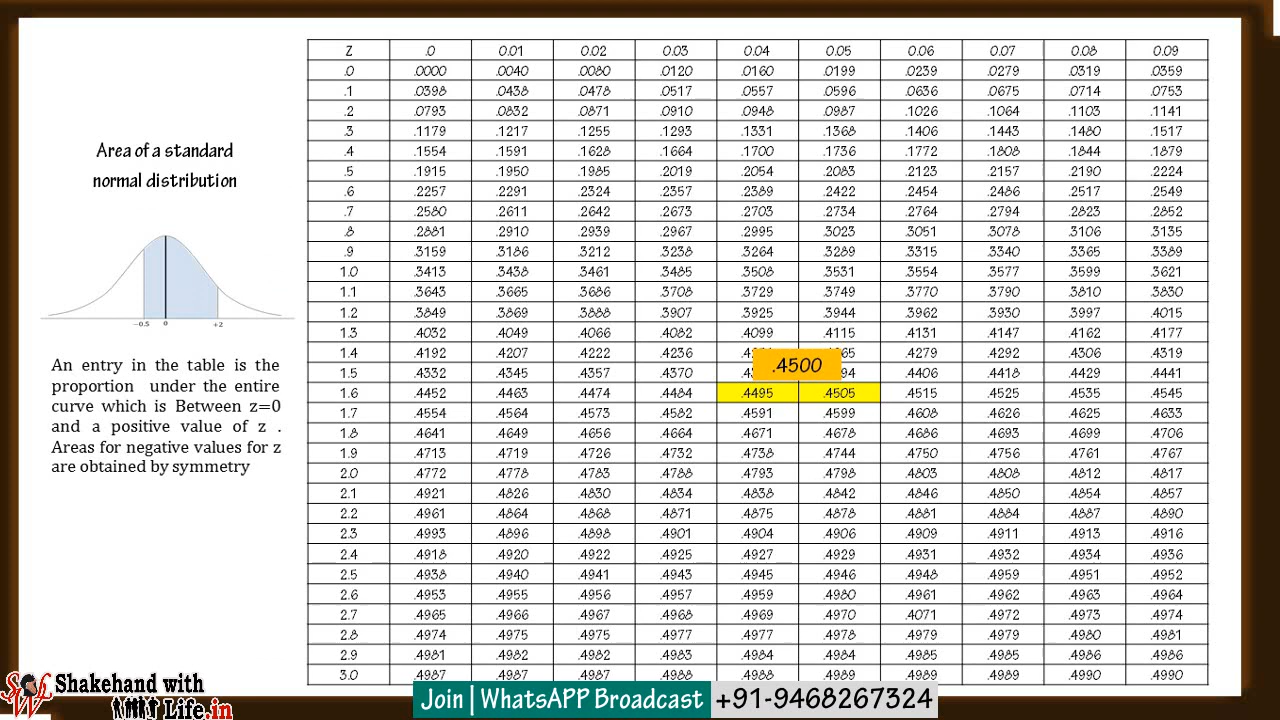 Area of a standard
normal distribution
−0.5 0 +2
An entry in the table is the
proportion under the entire
curve which is Between z=0
and a positive value of z .
Areas for negative values for z
are obtained by symmetry
Z .0 0.01 0.02 0.03 0.04 0.05 0.06 0.07 0.08 0.09
.0 .0000 .0040 .0080 .0120 .0160 .0199 .0239 .0279 .0319 .0359
.1 .0398 .0438 .0478 .0517 .0557 .0596 .0636 .0675 .0714 .0753
.2 .0793 .0832 .0871 .0910 .0948 .0987 .1026 .1064 .1103 .1141
.3 .1179 .1217 .1255 .1293 .1331 .1368 .1406 .1443 .1480 .1517
.4 .1554 .1591 .1628 .1664 .1700 .1736 .1772 .1808 .1844 .1879
.5 .1915 .1950 .1985 .2019 .2054 .2083 .2123 .2157 .2190 .2224
.6 .2257 .2291 .2324 .2357 .2389 .2422 .2454 .2486 .2517 .2549
.7 .2580 .2611 .2642 .2673 .2703 .2734 .2764 .2794 .2823 .2852
.8 .2881 .2910 .2939 .2967 .2995 .3023 .3051 .3078 .3106 .3135
.9 .3159 .3186 .3212 .3238 .3264 .3289 .3315 .3340 .3365 .3389
1.0 .3413 .3438 .3461 .3485 .3508 .3531 .3554 .3577 .3599 .3621
1.1 .3643 .3665 .3686 .3708 .3729 .3749 .3770 .3790 .3810 .3830
1.2 .3849 .3869 .3888 .3907 .3925 .3944 .3962 .3930 .3997 .4015
1.3 .4032 .4049 .4066 .4082 .4099 .4115 .4131 .4147 .4162 .4177
1.4 .4192 .4207 .4222 .4236 .4279 .4292 .4306 .4319
.4500
1.5 .4332 .4345 .4357 .4370 .4406 .4418 .4429 .4441
1.6 .4452 .4463 .4474 .4484 .4495 .4505 .4515 .4525 .4535 .4545
1.7 .4554 .4564 .4573 .4582 .4591 .4599 .4608 .4626 .4625 .4633
1.8 .4641 .4649 .4656 .4664 .4671 .4678 .4686 .4693 .4699 .4706
1.9 .4713 .4719 .4726 .4732 .4738 .4744 .4750 .4756 .4761 .4767
2.0 .4772 .4778 .4783 .4788 .4793 .4798 .4803 .4808 .4812 .4817
2.1 .4921 .4826 .4830 .4834 .4838 .4842 .4846 .4850 .4854 .4857
2.2 .4961 .4864 .4868 .4871 .4875 .4878 .4881 .4884 .4887 .4890
2.3 .4993 .4896 .4898 .4901 .4904 .4906 .4909 .4911 .4913 .4916
2.4 .4918 .4920 .4922 .4925 .4927 .4929 .4931 .4932 .4934 .4936
2.5 .4938 .4940 .4941 .4943 .4945 .4946 .4948 .4959 .4951 .4952
2.6 .4953 .4955 .4956 .4957 .4959 .4980 .4961 .4962 .4963 .4964
2.7 .4965 .4966 .4967 .4968 .4969 .4970 .4071 .4972 .4973 .4974
2.8 .4974 .4975 .4975 .4977 .4977 .4978 .4979 .4979 .4980 .4981
2.9 .4981 .4982 .4982 .4983 .4984 .4984 .4985 .4985 .4986 .4986
3.0 .4987 .4987 .4987 .4988 .4988 .4989 .4989 .4989 .4990 .4990
Shakehand with
Life.in
Join | WhatsAPP Broadcast +91-9468267324